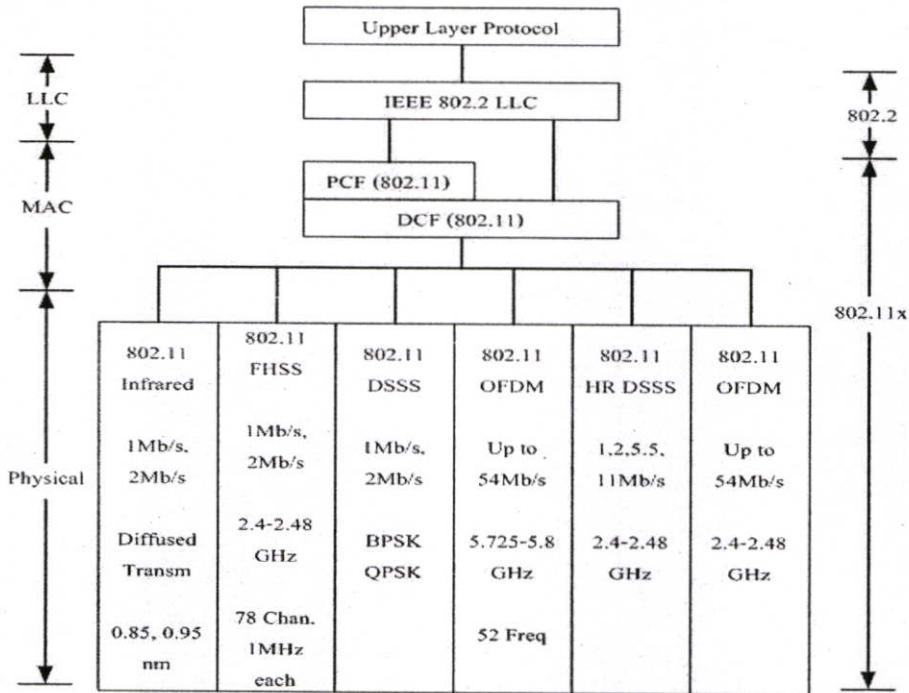 Upper Layer Protocol
LLC
IEEE 802.2 LLC
802.2
PCF (802.11)
MAC
DCF (802.11)
802.11x
Physical
802.11
Infrared
1Mb/s,
2Mb/s
Diffused
Transm
0.85, 0.95
nm
802.11
FHSS
1Mb/s,
2Mb/s
2.4-2.48
GHz
78 Chan.
1MHz
each
802.11
DSSS
1Mb/s,
2Mb/s
BPSK
QPSK
802.11
OFDM
Up to
54Mb/s
5.725-5.8
GHz
52 Freq
802.11
HR DSSS
1,2,5.5,
11Mb/s
2.4-2.48
GHz
802.11
OFDM
Up to
54Mb/s
2.4-2.48
GHz